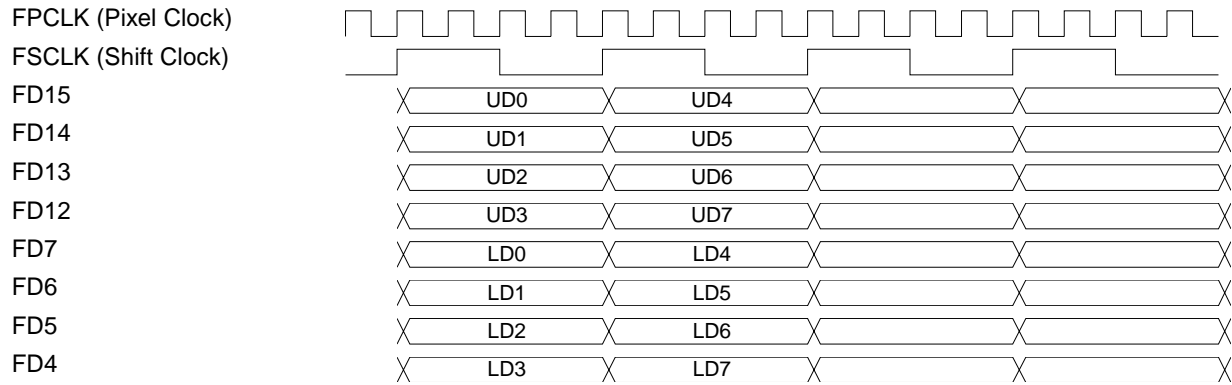 FPCLK (Pixel Clock)
FSCLK (Shift Clock)
FD15 UD0 UD4
FD14 UD1 UD5
FD13 UD2 UD6
FD12 UD3 UD7
FD7 LD0 LD4
FD6 LD1 LD5
FD5 LD2 LD6
FD4 LD3 LD7